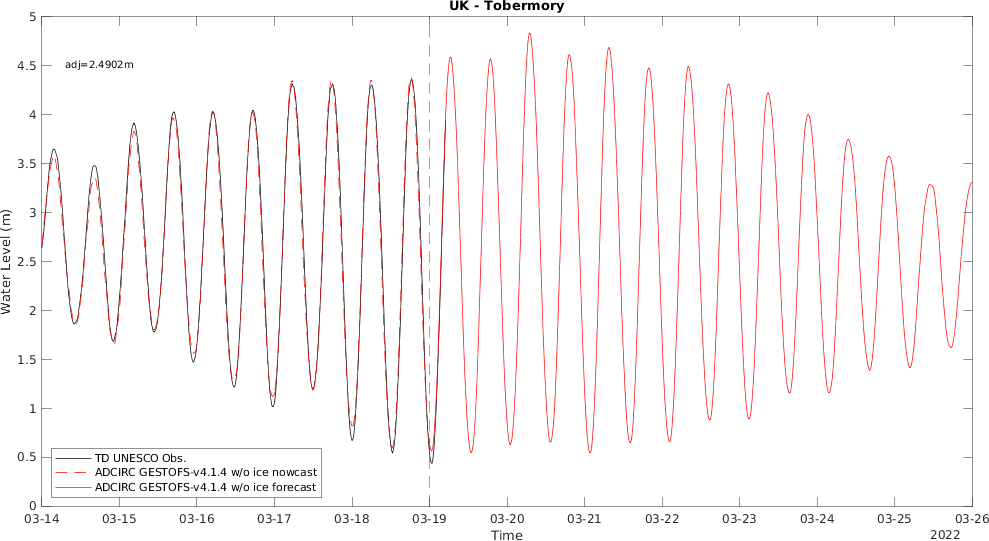 UK - Tobermory
5
4.5
4
3.5
3
2.5
2
1.5
1
0.5
0
Water Level (m)
adj=2.4902m
TD UNESCO Obs.
ADCIRC GESTOFS-v4.1.4 w/o ice nowcast
ADCIRC GESTOFS-v4.1.4 w/o ice forecast
03-14 03-15 03-16 03-17 03-18 03-19 03-20 03-21 03-22 03-23 03-24 03-25 03-26
Time
2022